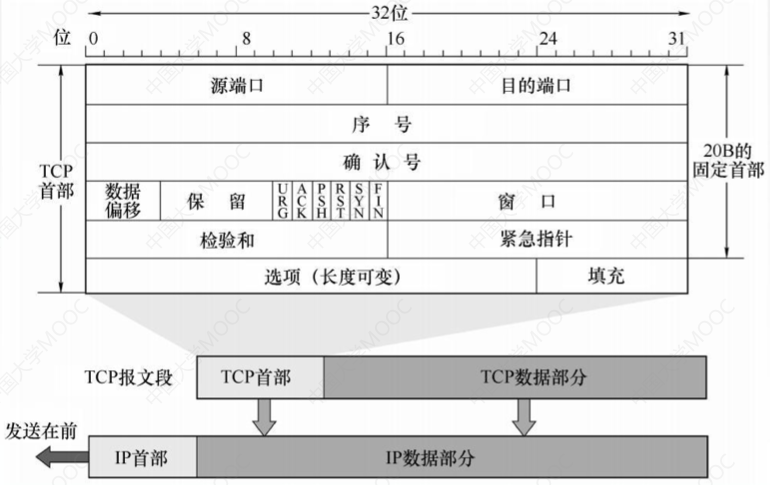 32位
位 0 8 16 24 31
源端口 目的端口
序 号
确 认 号
TCP首部
20B的固定首部
数据偏移 保 留 URG ACK PSH RST SYN FIN 窗 口
检验和 紧急指针
选项（长度可变） 填充
TCP报文段 TCP首部 TCP数据部分
发送在前
IP首部 IP数据部分
中国大学MOOC